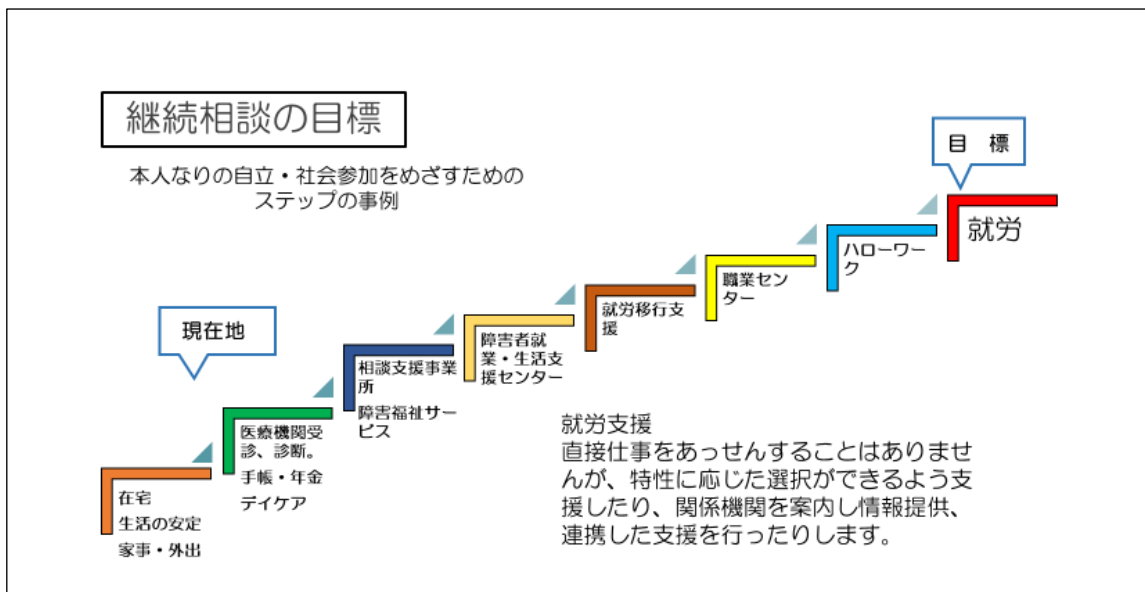 継続相談の目標
本人なりの自立・社会参加をめざすための
ステップの事例
目　標
就労
ハローワー
ク
職業セン
ター
就労移行支
援
障害者就
業・生活支
援センター
現在地
相談支援事業
所
障害福祉サー
ビス
医療機関受
診、診断。
手帳・年金
デイケア
在宅
生活の安定
家事・外出
就労支援
直接仕事をあっせんすることはありませ
んが、特性に応じた選択ができるよう支
援したり、関係機関を案内し情報提供、
連携した支援を行ったりします。